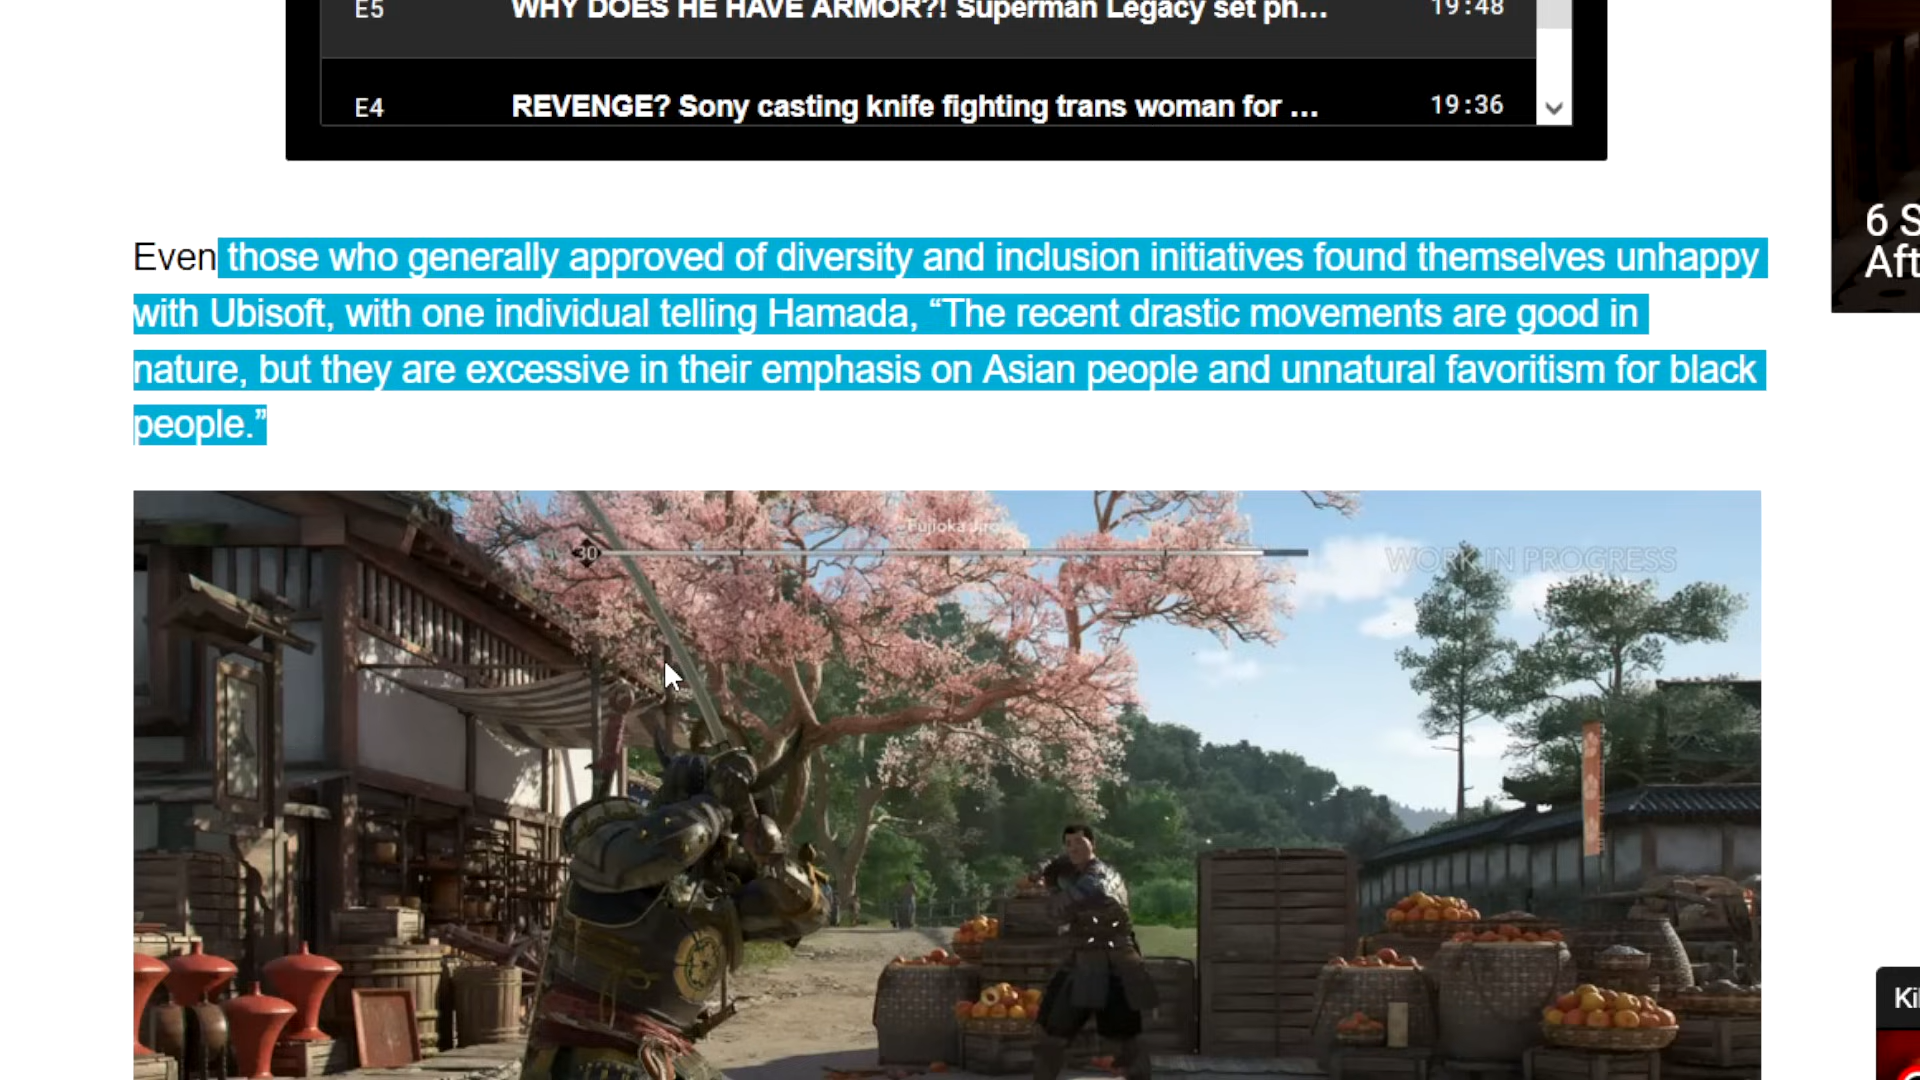 E5 WHY DOES HE HAVE ARMOR?! Superman Legacy set ph... 19:48
E4 REVENGE? Sony casting knife fighting trans woman for ... 19:36
6 S
Aft
Even those who generally approved of diversity and inclusion initiatives found themselves unhappy
with Ubisoft, with one individual telling Hamada, “The recent drastic movements are good in
nature, but they are excessive in their emphasis on Asian people and unnatural favoritism for black
people.”
Fujioka Jiro
30
WORK IN PROGRESS
Ki